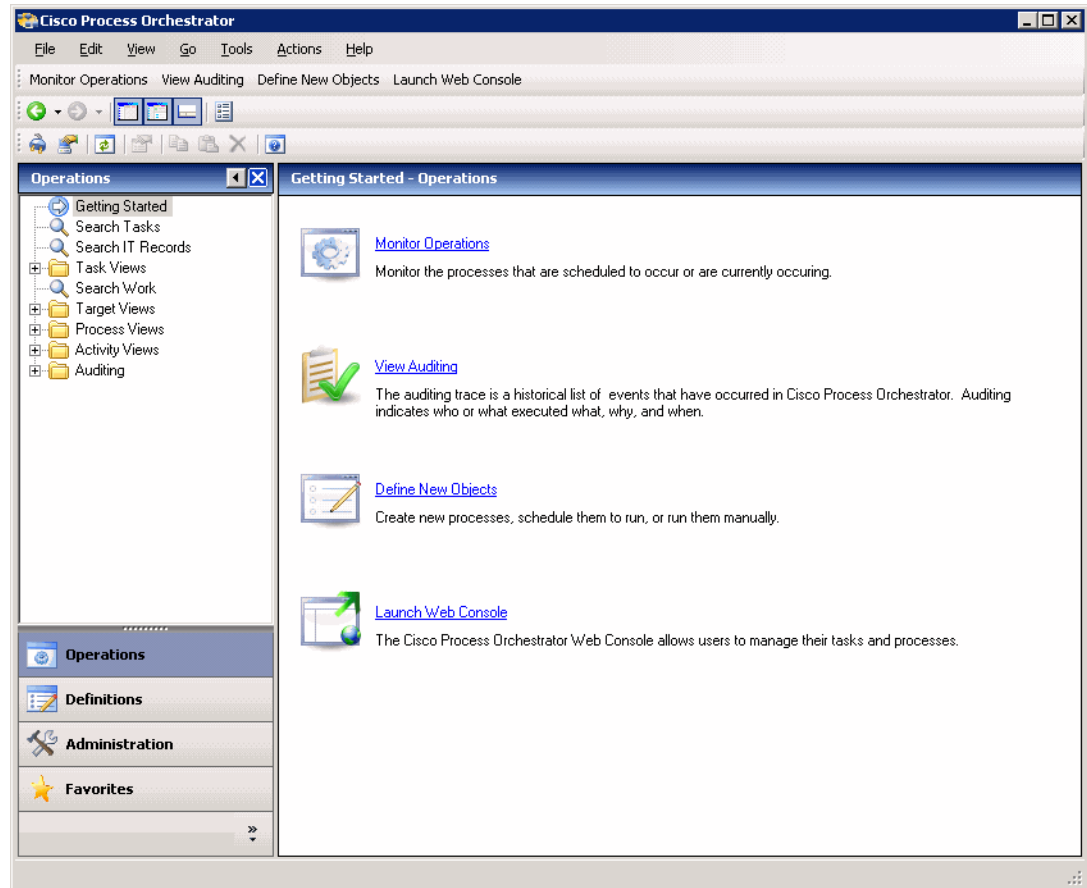 Cisco Process Orchestrator
File Edit View Go Tools Actions Help
Monitor Operations View Auditing Define New Objects Launch Web Console
Operations
Getting Started
Search Tasks
Search IT Records
Task Views
Search Work
Target Views
Process Views
Activity Views
Auditing
Operations
Definitions
Administration
Favorites
Getting Started - Operations
Monitor Operations
Monitor the processes that are scheduled to occur or are currently occuring.
View Auditing
The auditing trace is a historical list of events that have occurred in Cisco Process Orchestrator. Auditing
indicates who or what executed what, why, and when.
Define New Objects
Create new processes, schedule them to run, or run them manually.
Launch Web Console
The Cisco Process Orchestrator Web Console allows users to manage their tasks and processes.